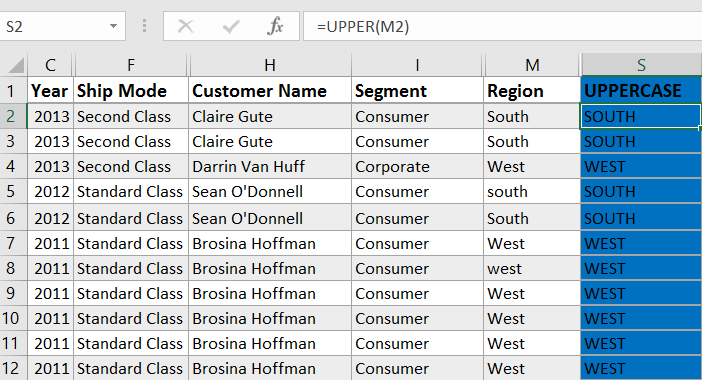 S2 fx =UPPER(M2)
C F H I M S
1 Year Ship Mode Customer Name Segment Region UPPERCASE
2 2013 Second Class Claire Gute Consumer South SOUTH
3 2013 Second Class Claire Gute Consumer South SOUTH
4 2013 Second Class Darrin Van Huff Corporate West WEST
5 2012 Standard Class Sean O'Donnell Consumer south SOUTH
6 2012 Standard Class Sean O'Donnell Consumer South SOUTH
7 2011 Standard Class Brosina Hoffman Consumer West WEST
8 2011 Standard Class Brosina Hoffman Consumer west WEST
9 2011 Standard Class Brosina Hoffman Consumer West WEST
10 2011 Standard Class Brosina Hoffman Consumer West WEST
11 2011 Standard Class Brosina Hoffman Consumer West WEST
12 2011 Standard Class Brosina Hoffman Consumer West WEST